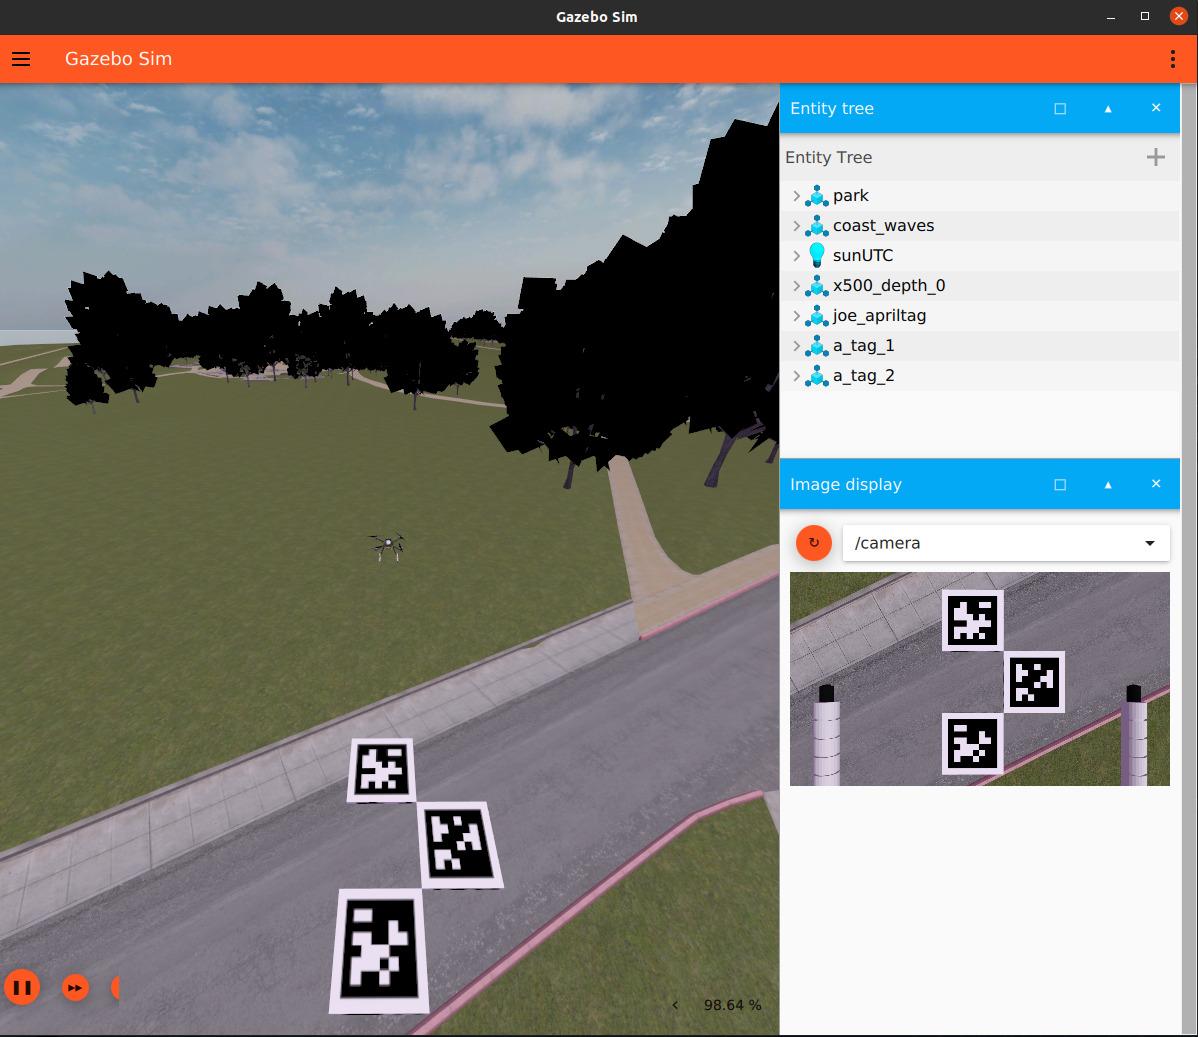 Gazebo Sim
Gazebo Sim
Entity tree
Entity Tree
park
coast_waves
sunUTC
x500_depth_0
joe_apriltag
a_tag_1
a_tag_2
Image display
/camera
98.64 %